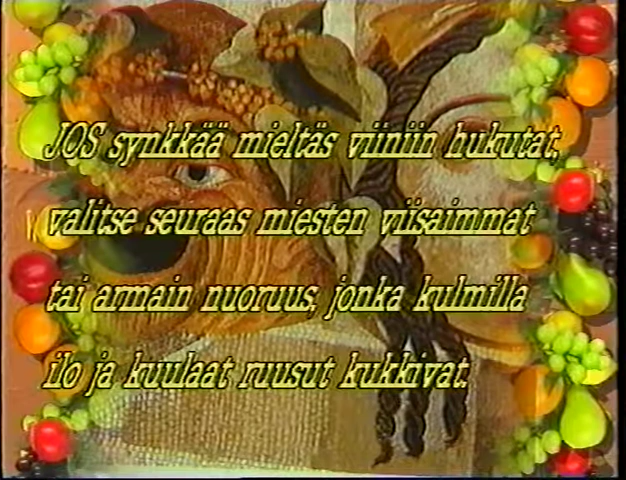 JOS synkkää mieltäs viiniin hukutat,
valitse seuraas miesten viisaimmat
tai armain nuoruus, jonka kulmilla
ilo ja kuulaat ruusut kukkivat.